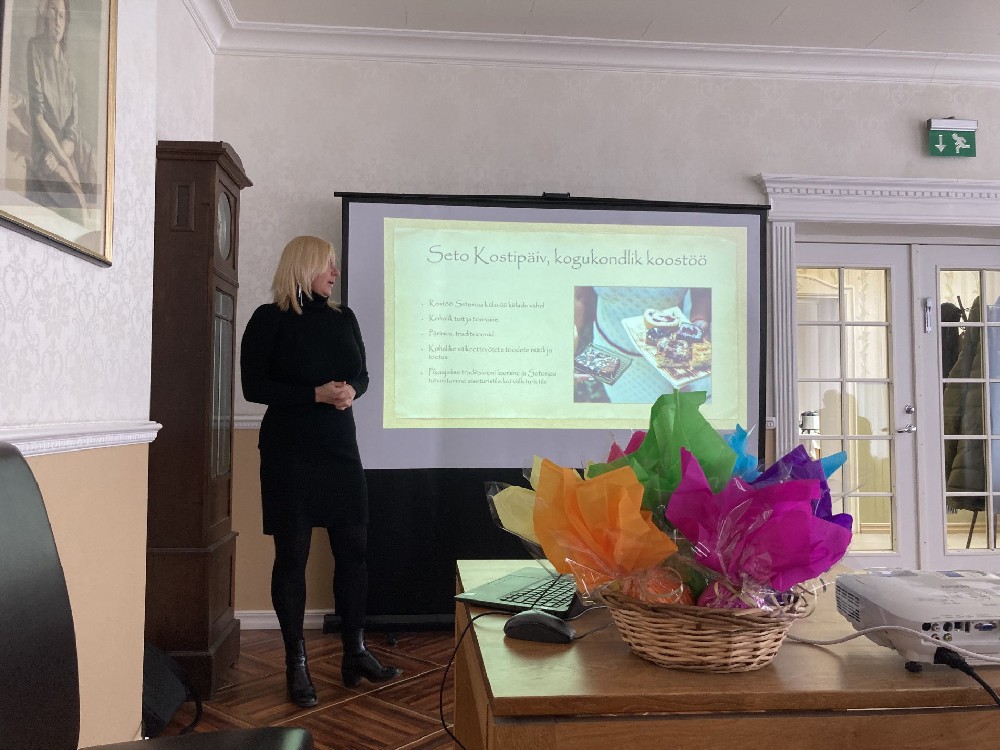 Seto Kostipäiv, kogukondlik koostöö
Kostöö Setomaa külavüü külade vahel
Kohalik toit ja tooraine
Pärimus, traditsioonid
Kohalike väikeettevõtete toodete müük ja
toetus
Pikaajalise traditsiooni loomine ja Setomaa
tutvustamine siseturistile kui välisturistile
EPSON